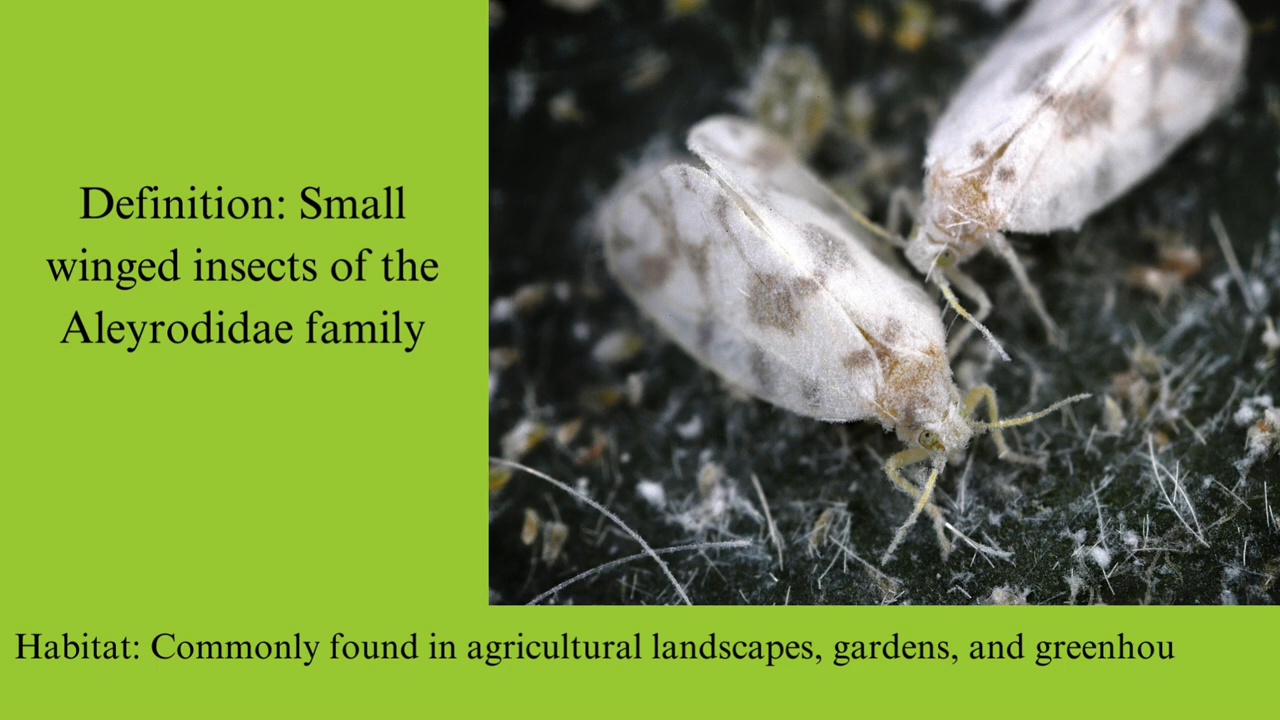 Definition: Small
winged insects of the
Aleyrodidae family
Habitat: Commonly found in agricultural landscapes, gardens, and greenhou